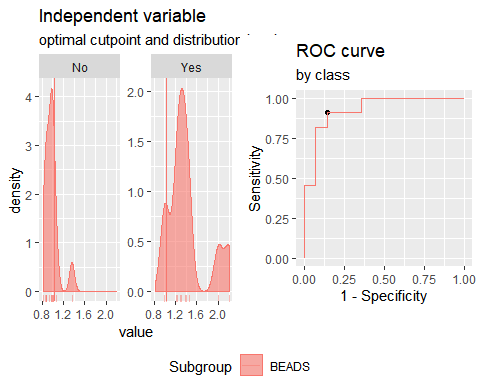 Independent variable
optimal cutpoint and distribution
No
Yes
density
4
3
2
1
0
2.0
1.5
1.0
0.5
0.0
0.8 1.2 1.6 2.0
0.8 1.2 1.6 2.0
value
ROC curve
by class
Sensitivity
1.00
0.75
0.50
0.25
0.00
0.00 0.25 0.50 0.75 1.00
1 - Specificity
Subgroup BEADS